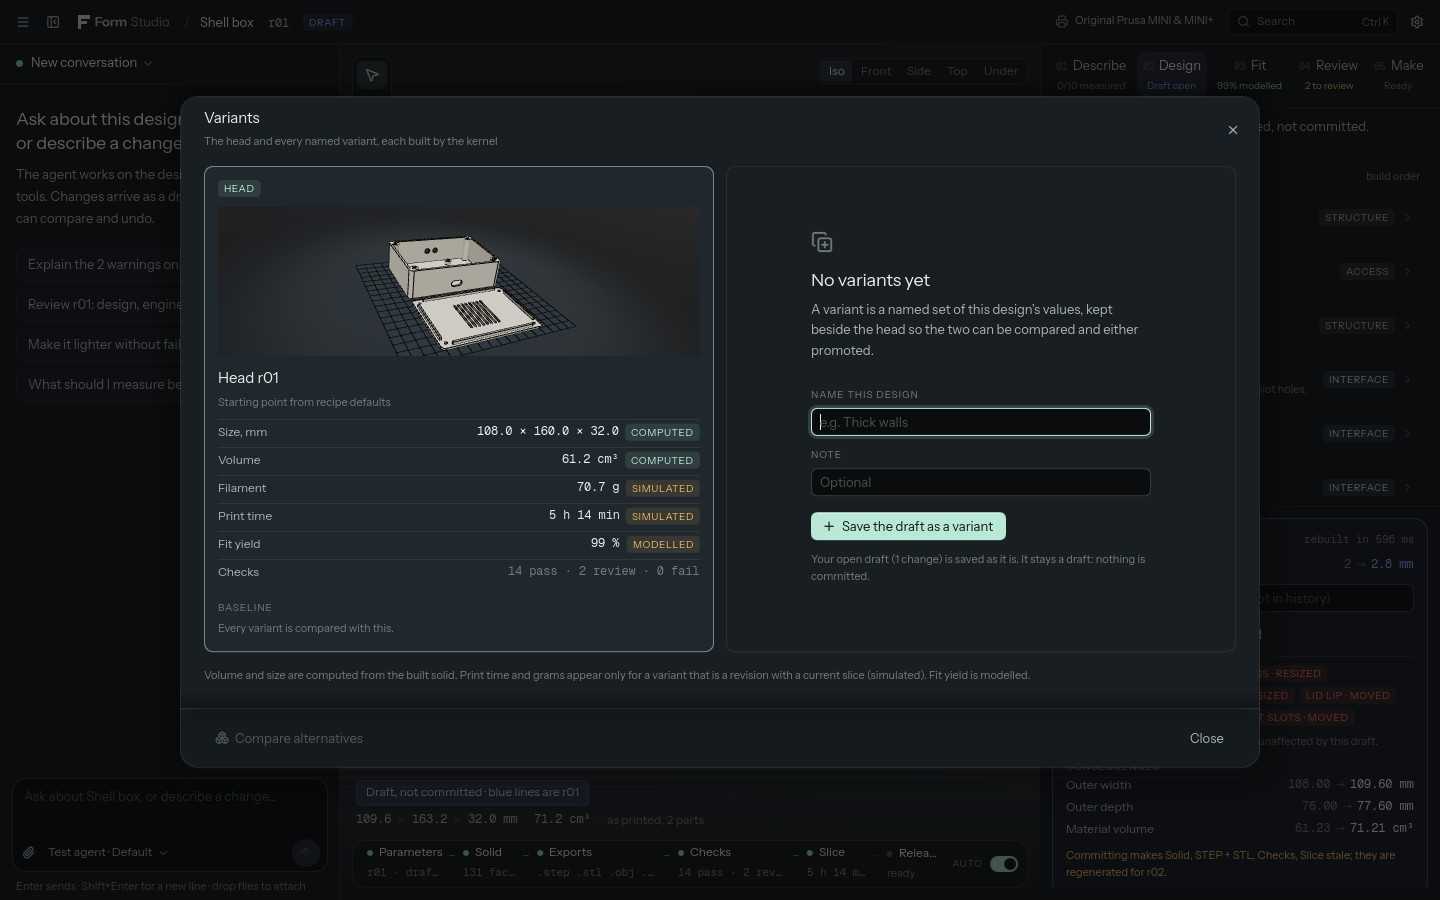 Form Studio / Shell box r01 DRAFT
Original Prusa MINI & MINI+
Search Ctrl K
New conversation
Iso Front Side Top Under
01 Describe 02 Design 03 Fit 04 Review 05 Make
0/10 measured Draft open 99% modelled 2 to review Ready
Ask about this design
or describe a change
The agent works on the
tools. Changes arrive as a
can compare and undo.
Explain the 2 warnings on
Review r01: design,
Make it lighter without
What should I measure
Variants
The head and every named variant, each built by the kernel
HEAD
Head r01
Starting point from recipe defaults
Size, mm 108.0 × 160.0 × 32.0 COMPUTED
Volume 61.2 cm³ COMPUTED
Filament 70.7 g SIMULATED
Print time 5 h 14 min SIMULATED
Fit yield 99 % MODELLED
Checks 14 pass · 2 review · 0 fail
BASELINE
Every variant is compared with this.
No variants yet
A variant is a named set of this design's values, kept
beside the head so the two can be compared and either
promoted.
NAME THIS DESIGN
e.g. Thick walls
NOTE
Optional
+ Save the draft as a variant
Your open draft (1 change) is saved as it is. It stays a draft: nothing is
committed.
Volume and size are computed from the built solid. Print time and grams appear only for a variant that is a revision with a current slice (simulated). Fit yield is modelled.
Compare alternatives
Close
not committed.
build order
STRUCTURE
ACCESS
STRUCTURE
holes. INTERFACE
INTERFACE
INTERFACE
rebuilt in 596 ms
2 → 2.8 mm
in history)
· RESIZED
LID LIP · MOVED
SLOTS · MOVED
unaffected by this draft.
CONSEQUENCES
Outer width 108.00 → 109.60 mm
Outer depth 76.00 → 77.60 mm
Material volume 61.23 → 71.21 cm³
Committing makes Solid, STEP + STL, Checks, Slice stale; they are
regenerated for r02.
Draft, not committed · blue lines are r01
109.6 × 163.2 × 32.0 mm · 71.2 cm³ · as printed, 2 parts
Parameters Solid Exports Checks Slice Relea…
r01 · draf… 131 fac… .step .stl .obj … 14 pass · 2 rev… 5 h 14 m… ready
AUTO
Ask about Shell box, or describe a change...
Test agent · Default
Enter sends · Shift+Enter for a new line · drop files to attach